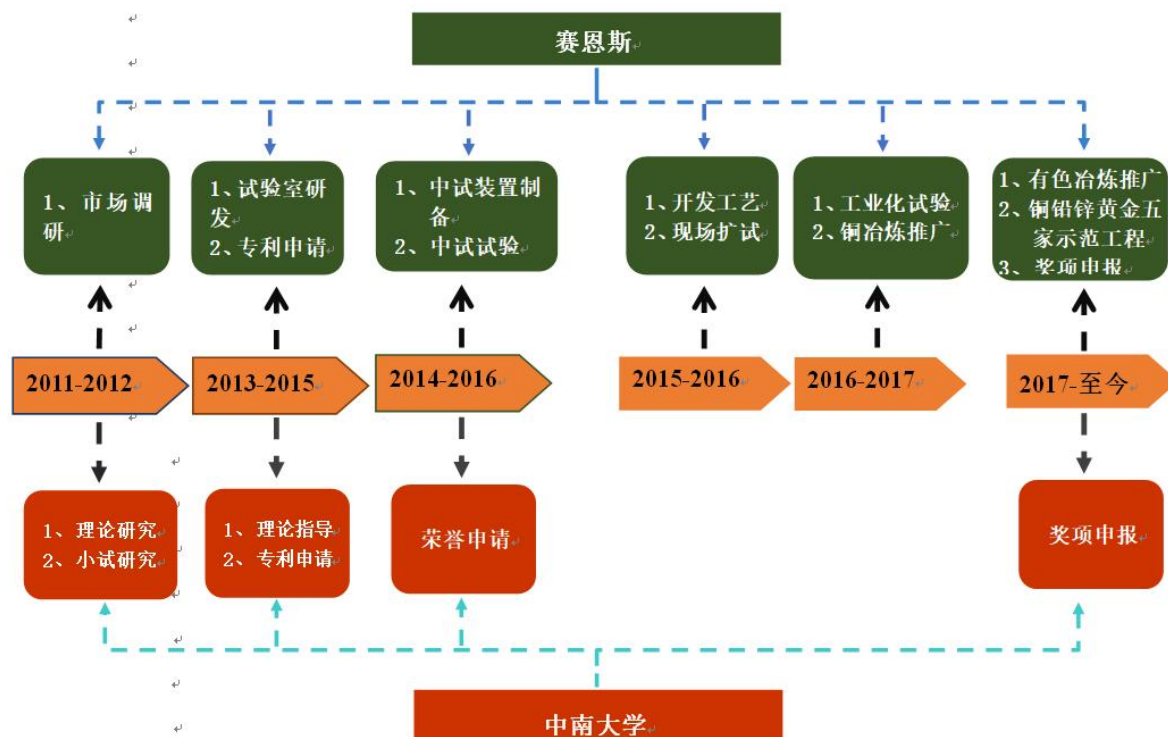 赛恩斯
1、市场调
研
1、试验室研
发
2、专利申请
1、中试装置制
备
2、中试试验
1、开发工艺
2、现场扩试
1、工业化试验
2、铜冶炼推广
1、有色冶炼推广
2、铜铅锌黄金五
家示范工程
3、奖项申报
2011-2012
2013-2015
2014-2016
2015-2016
2016-2017
2017-至今
1、理论研究
2、小试研究
1、理论指导
2、专利申请
荣誉申请
奖项申报
中南大学